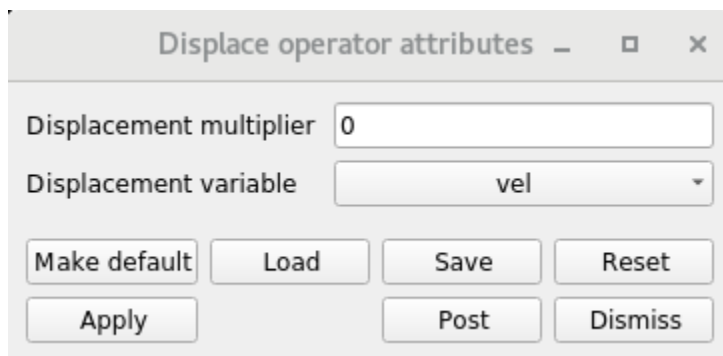 Displace operator attributes
Displacement multiplier 0
Displacement variable vel
Make default Load Save Reset
Apply Post Dismiss